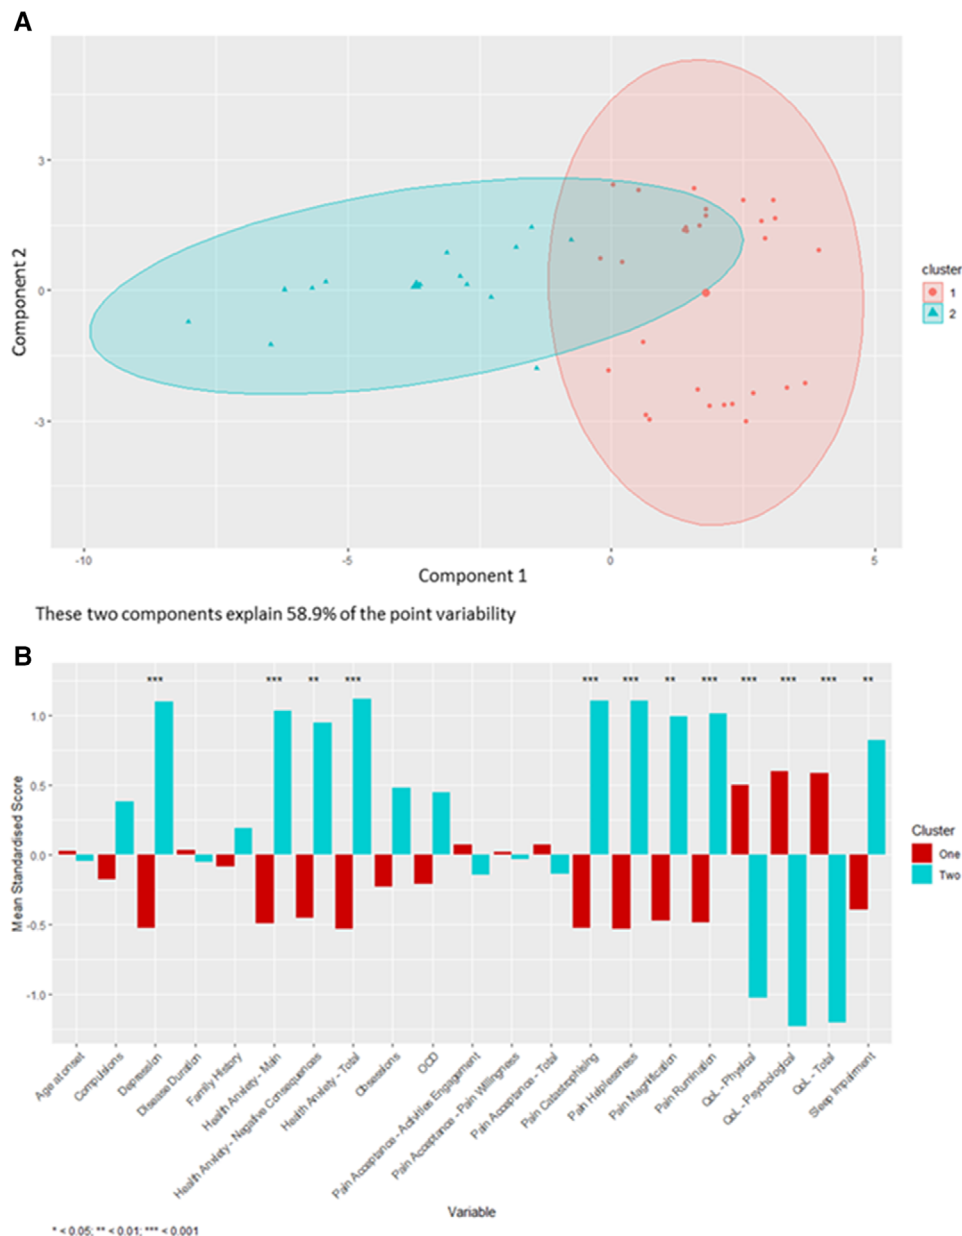 A
Component 2
3
0
-3
-10
-5
0
5
Component 1
cluster
1
2
These two components explain 58.9% of the point variability
B
*** *** ** *** *** *** ** *** *** *** *** **
Mean Standardised Score
1.0
0.5
0.0
-0.5
-1.0
Cluster
One
Two
Age at onset
Compulsions
Depression
Disease Duration
Family History
Health Anxiety - Main
Health Anxiety - Negative Consequences
Health Anxiety - Total
Obsessions
OCD
Pain Acceptance - Activities Engagement
Pain Acceptance - Pain Willingness
Pain Acceptance - Total
Pain Catastrophising
Pain Helplessness
Pain Magnification
Pain Rumination
QoL - Physical
QoL - Psychological
QoL - Total
Sleep Impairment
Variable
* < 0.05; ** < 0.01; *** < 0.001